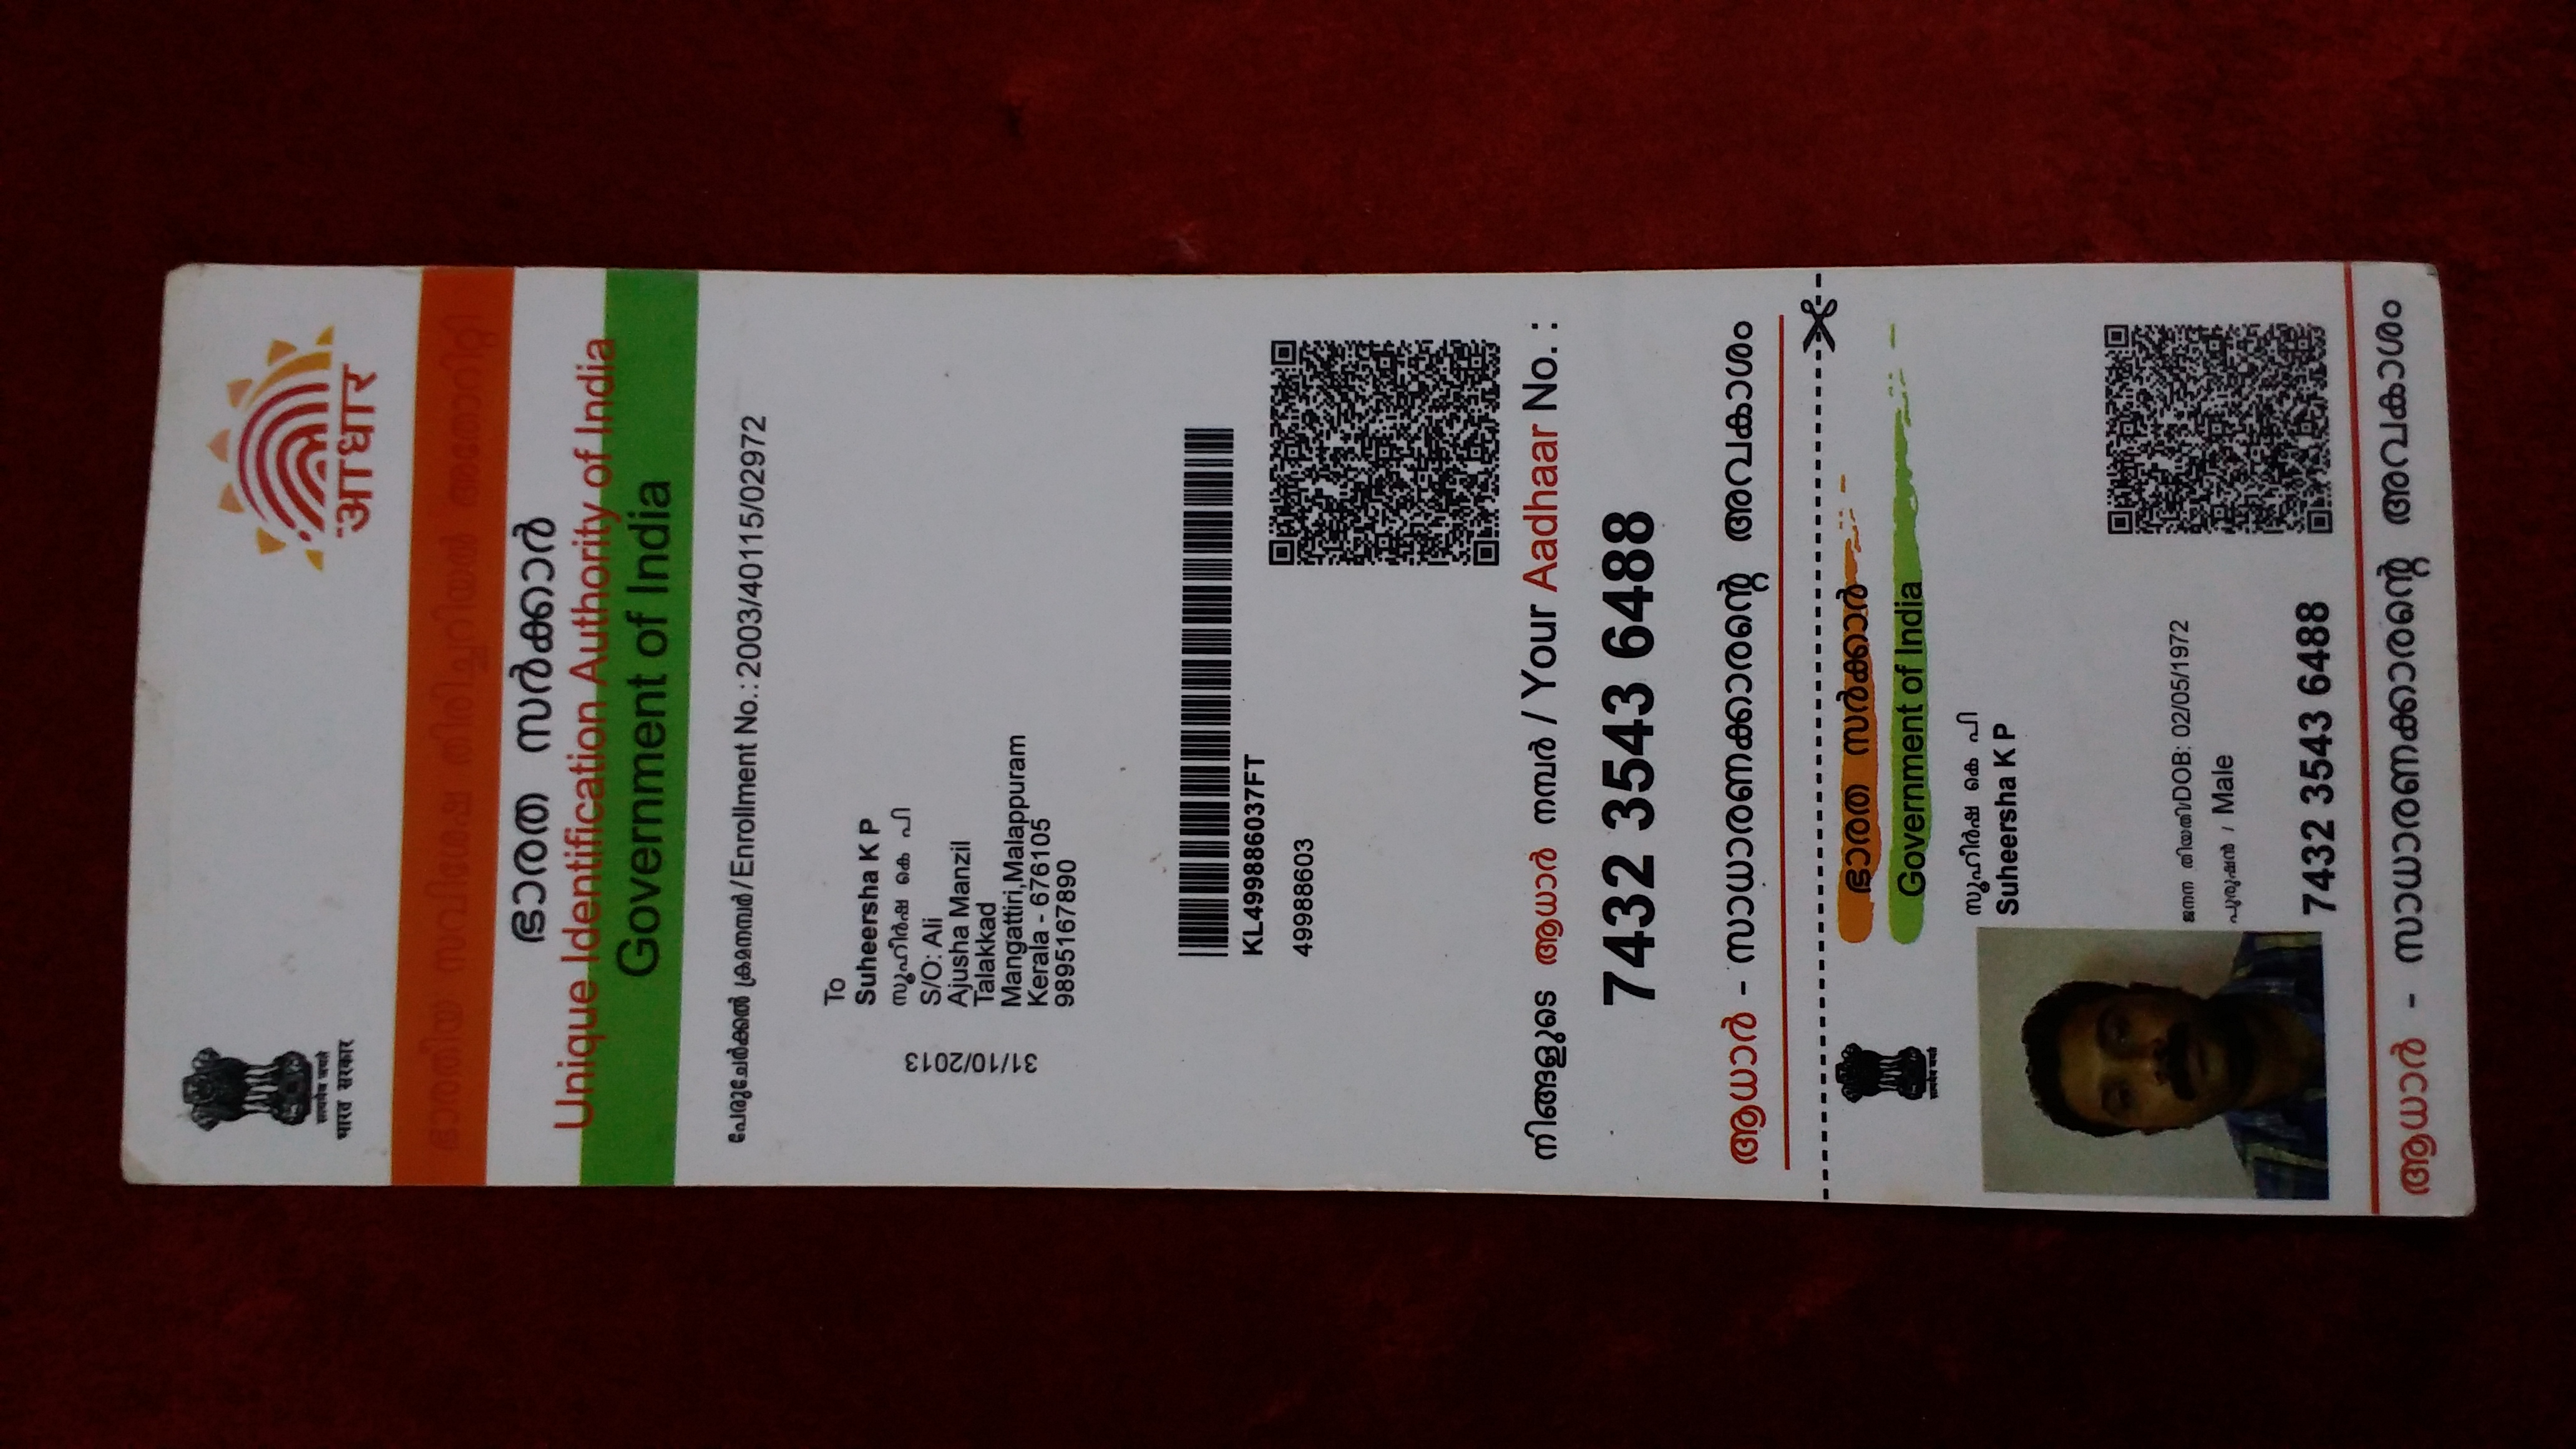 सत्यमेव जयते
भारत सरकार
आधार
ഭാരതീയ സവിശേഷ തിരിച്ചറിയൽ അതോറിറ്റി
ഭാരത സർക്കാർ
Unique Identification Authority of India
Government of India
പേരുചേർക്കൽ ക്രമനമ്പർ/Enrollment No.: 2003/40115/02972
31/10/2013
To
Suheersha K P
സൂഹീർഷ കെ പി
S/O: Ali
Ajusha Manzil
Talakkad
Mangattiri,Malappuram
Kerala - 676105
9895167890
KL499886037FT
49988603
നിങ്ങളുടെ ആധാർ നമ്പർ / Your Aadhaar No. :
7432 3543 6488
ആധാർ - സാധാരണക്കാരന്റെ അവകാശം
सत्यमेव जयते
ഭാരത സർക്കാർ
Government of India
സൂഹീർഷ കെ പി
Suheersha K P
ജനന തിയതി/DOB: 02/05/1972
പുരുഷൻ / Male
7432 3543 6488
ആധാർ - സാധാരണക്കാരന്റെ അവകാശം